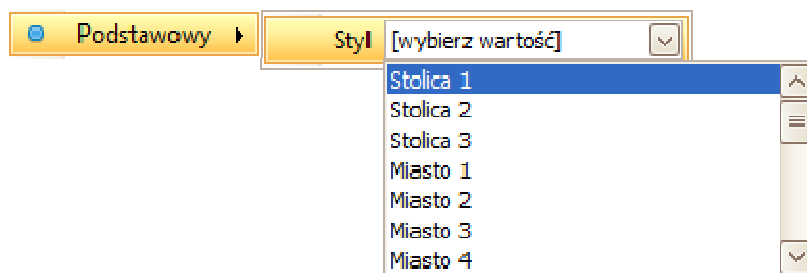 Podstawowy
Styl [wybierz wartość]
Stolica 1
Stolica 2
Stolica 3
Miasto 1
Miasto 2
Miasto 3
Miasto 4